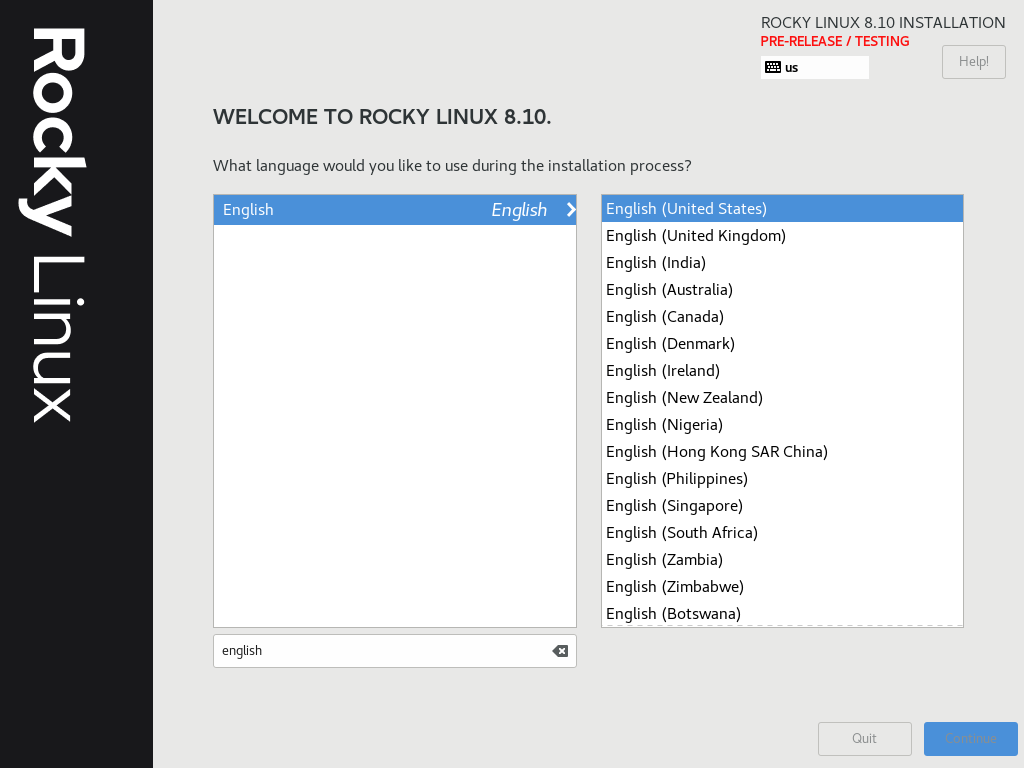 Rocky Linux
ROCKY LINUX 8.10 INSTALLATION
PRE-RELEASE / TESTING
us
Help!
WELCOME TO ROCKY LINUX 8.10.
What language would you like to use during the installation process?
English English
English (United States)
English (United Kingdom)
English (India)
English (Australia)
English (Canada)
English (Denmark)
English (Ireland)
English (New Zealand)
English (Nigeria)
English (Hong Kong SAR China)
English (Philippines)
English (Singapore)
English (South Africa)
English (Zambia)
English (Zimbabwe)
English (Botswana)
english
Quit
Continue